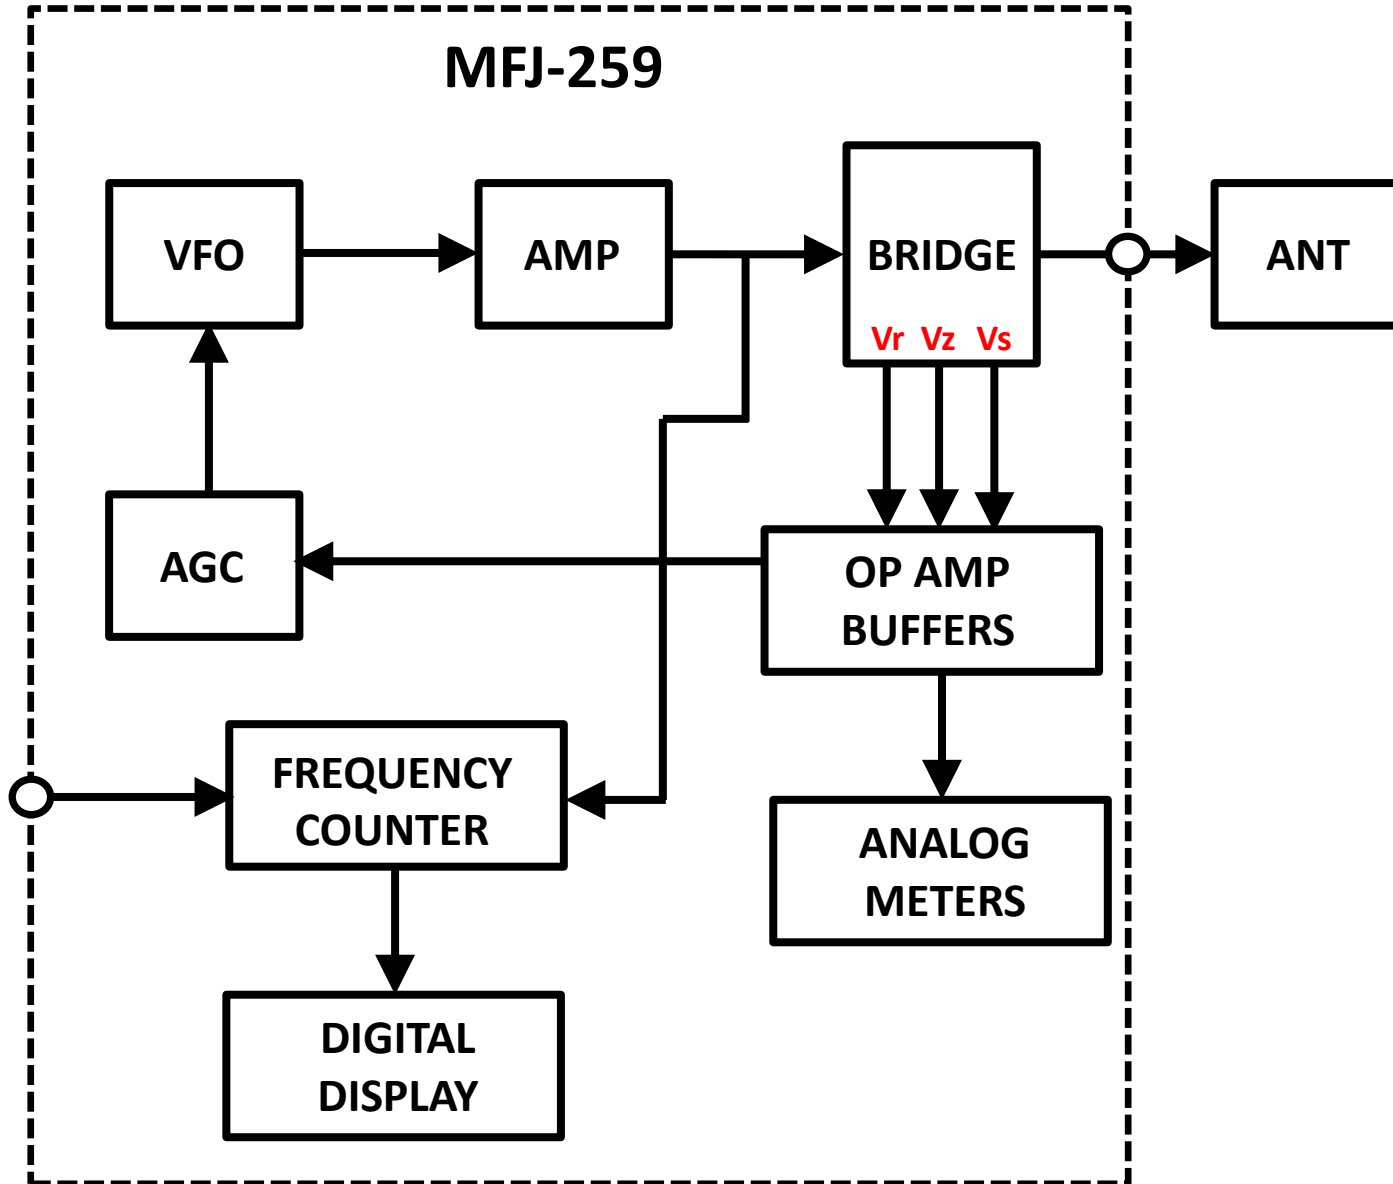 MFJ-259
VFO
AMP
BRIDGE
ANT
Vr Vz Vs
AGC
OP AMP
BUFFERS
FREQUENCY
COUNTER
ANALOG
METERS
DIGITAL
DISPLAY